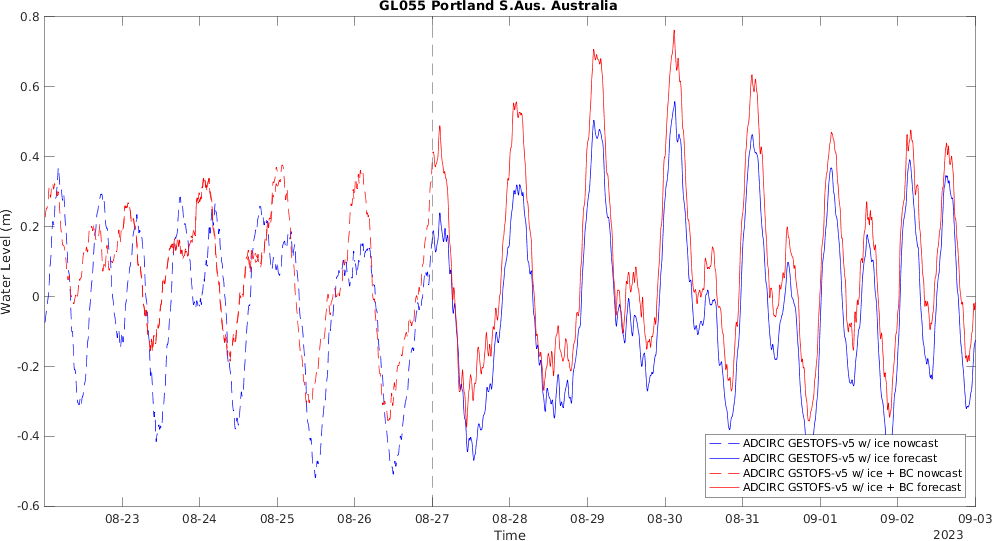 GL055 Portland S.Aus. Australia
0.8
0.6
0.4
0.2
0
-0.2
-0.4
-0.6
Water Level (m)
ADCIRC GESTOFS-v5 w/ ice nowcast
ADCIRC GESTOFS-v5 w/ ice forecast
ADCIRC GSTOFS-v5 w/ ice + BC nowcast
ADCIRC GSTOFS-v5 w/ ice + BC forecast
08-23 08-24 08-25 08-26 08-27 08-28 08-29 08-30 08-31 09-01 09-02 09-03
Time
2023